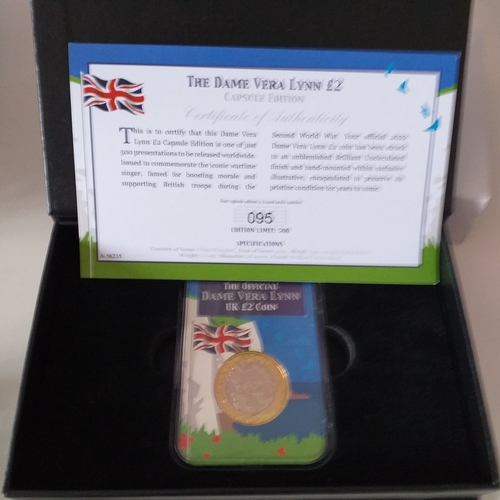 THE DAME VERA LYNN £2
CAPSULE EDITION
Certificate of Authenticity
This is to certify that this Dame Vera
Lynn £2 Capsule Edition is one of just
500 presentations to be released worldwide.
Issued to commemorate the iconic wartime
singer, famed for boosting morale and
supporting British troops during the
Second World War. Your official 2022
Dame Vera Lynn £2 coin has been struck
to an unblemished Brilliant Uncirculated
finish and hand-mounted within exclusive
illustrative, encapsulated to preserve its
pristine condition for years to come.
095
EDITION LIMIT: 500
SPECIFICATIONS
THE OFFICIAL
DAME VERA LYNN
UK £2 COIN